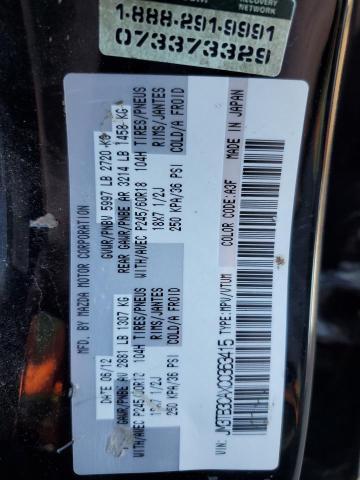 RECOVERY
NETWORK
1-888-291-9991
073373329
MFD. BY MAZDA MOTOR CORPORATION
DATE 06/12 GVWR/PNBV 5997 LB 2720 KG
GAWR/PNBE AV 2881 LB 1307 KG REAR GAWR/PNBE AR 3214 LB 1458 KG
WITH/AVEC P245/60R18 104H TIRES/PNEUS WITH/AVEC P245/60R18 104H TIRES/PNEUS
18X7 1/2J RIMS/JANTES 18X7 1/2J RIMS/JANTES
250 KPA/36 PSI COLD/A FROID 250 KPA/36 PSI COLD/A FROID
MADE IN JAPAN
COLOR CODE: A3F
VIN: TYPE:MPV/VTUM